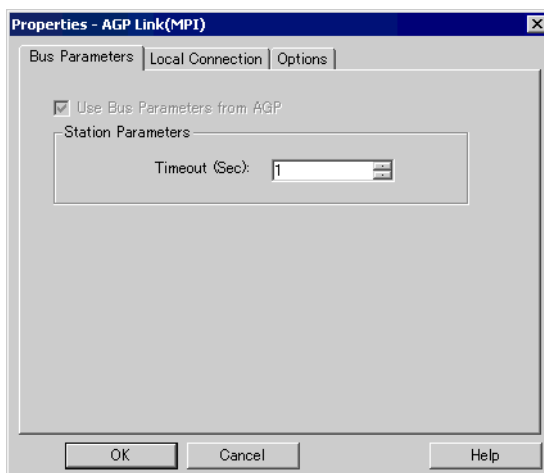 Properties - AGP Link(MPI)
Bus Parameters Local Connection Options
Use Bus Parameters from AGP
Station Parameters
Timeout (Sec): 1
OK Cancel Help